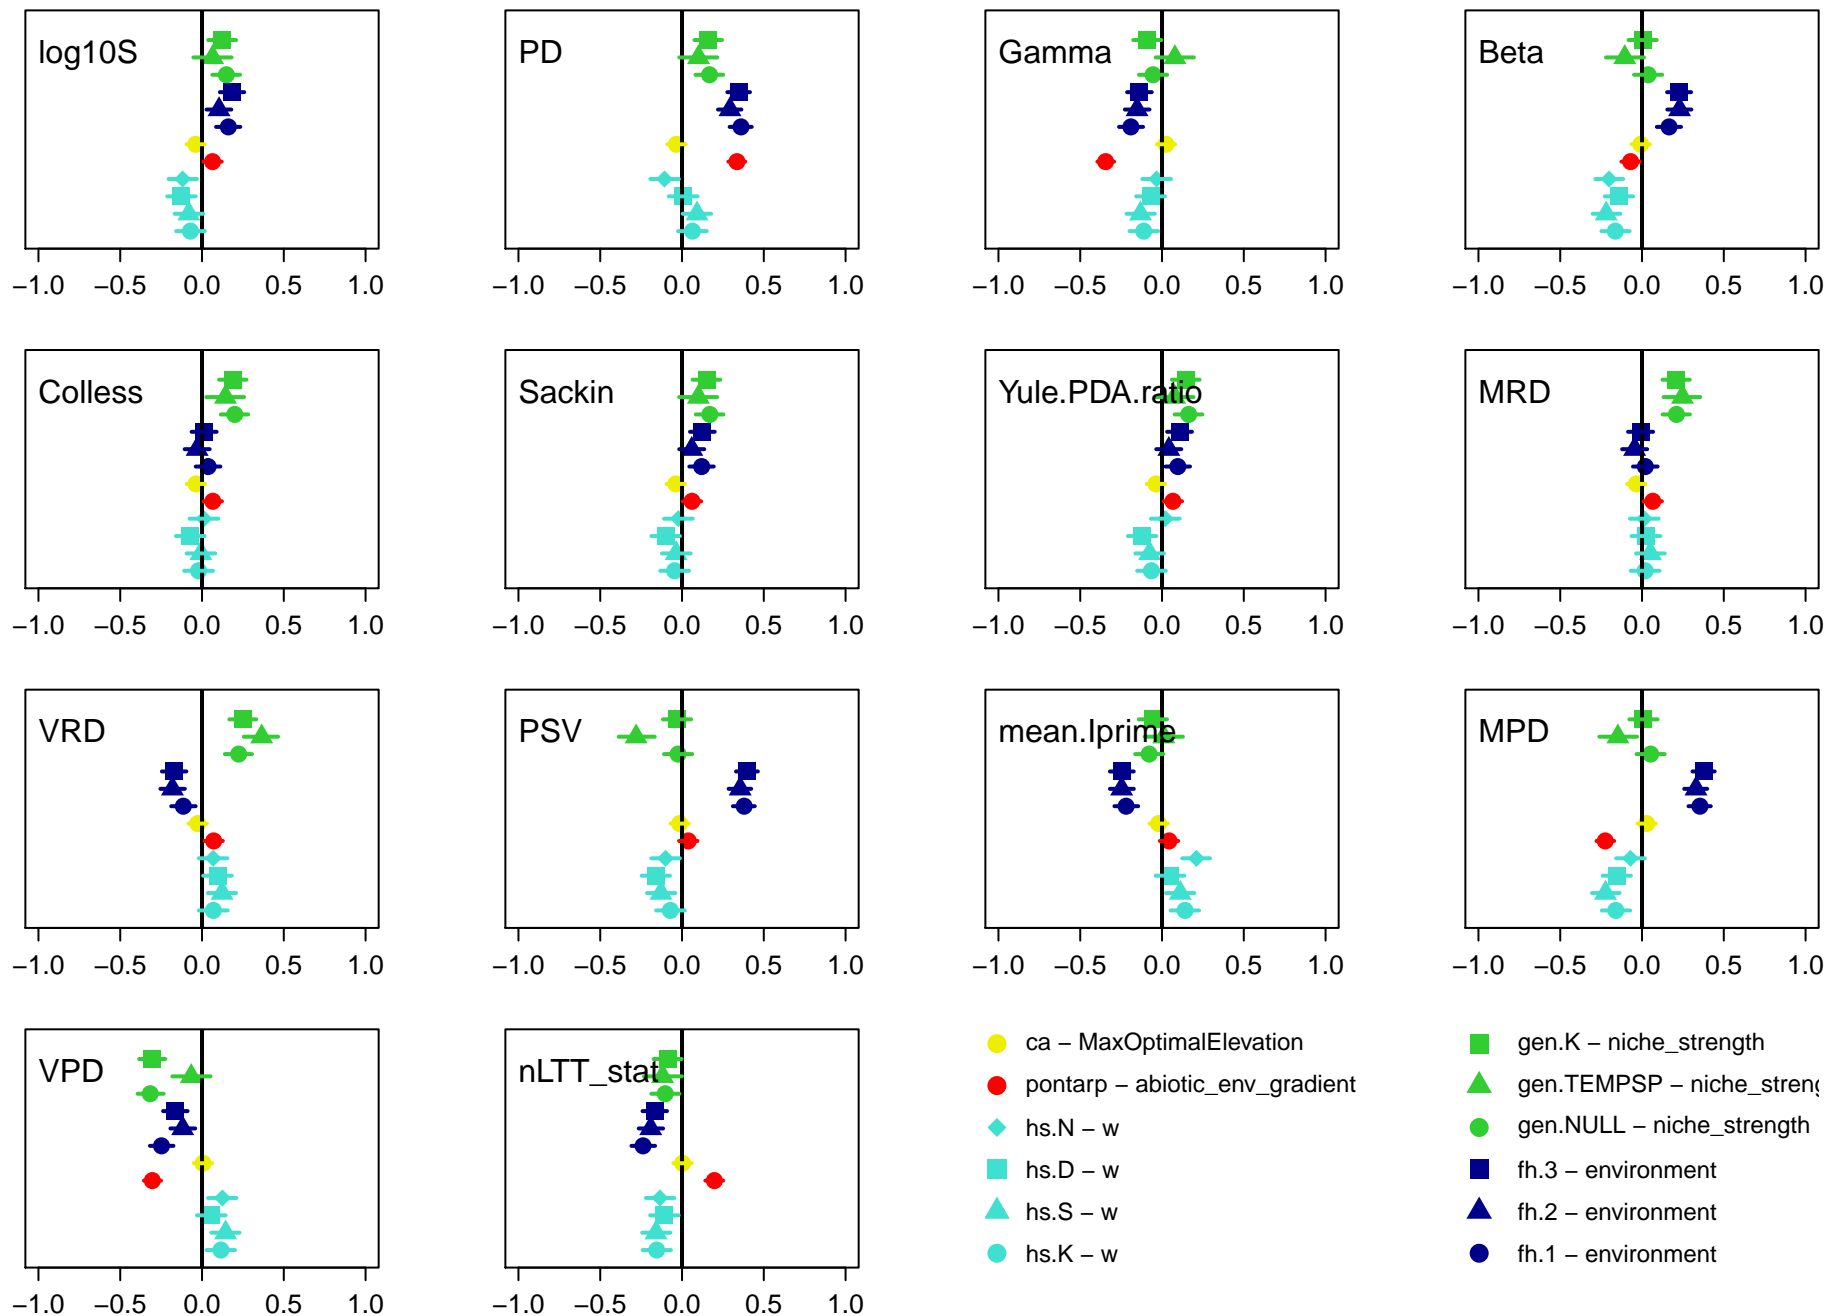 log10S
PD
Gamma
Beta
−1.0 −0.5 0.0 0.5 1.0
−1.0 −0.5 0.0 0.5 1.0
−1.0 −0.5 0.0 0.5 1.0
−1.0 −0.5 0.0 0.5 1.0
Colless
Sackin
Yule.PDA.ratio
MRD
−1.0 −0.5 0.0 0.5 1.0
−1.0 −0.5 0.0 0.5 1.0
−1.0 −0.5 0.0 0.5 1.0
−1.0 −0.5 0.0 0.5 1.0
VRD
PSV
mean.Iprime
MPD
−1.0 −0.5 0.0 0.5 1.0
−1.0 −0.5 0.0 0.5 1.0
−1.0 −0.5 0.0 0.5 1.0
−1.0 −0.5 0.0 0.5 1.0
VPD
nLTT_stat
−1.0 −0.5 0.0 0.5 1.0
−1.0 −0.5 0.0 0.5 1.0
ca − MaxOptimalElevation
pontarp − abiotic_env_gradient
hs.N − w
hs.D − w
hs.S − w
hs.K − w
gen.K − niche_strength
gen.TEMPSP − niche_streng
gen.NULL − niche_strength
fh.3 − environment
fh.2 − environment
fh.1 − environment